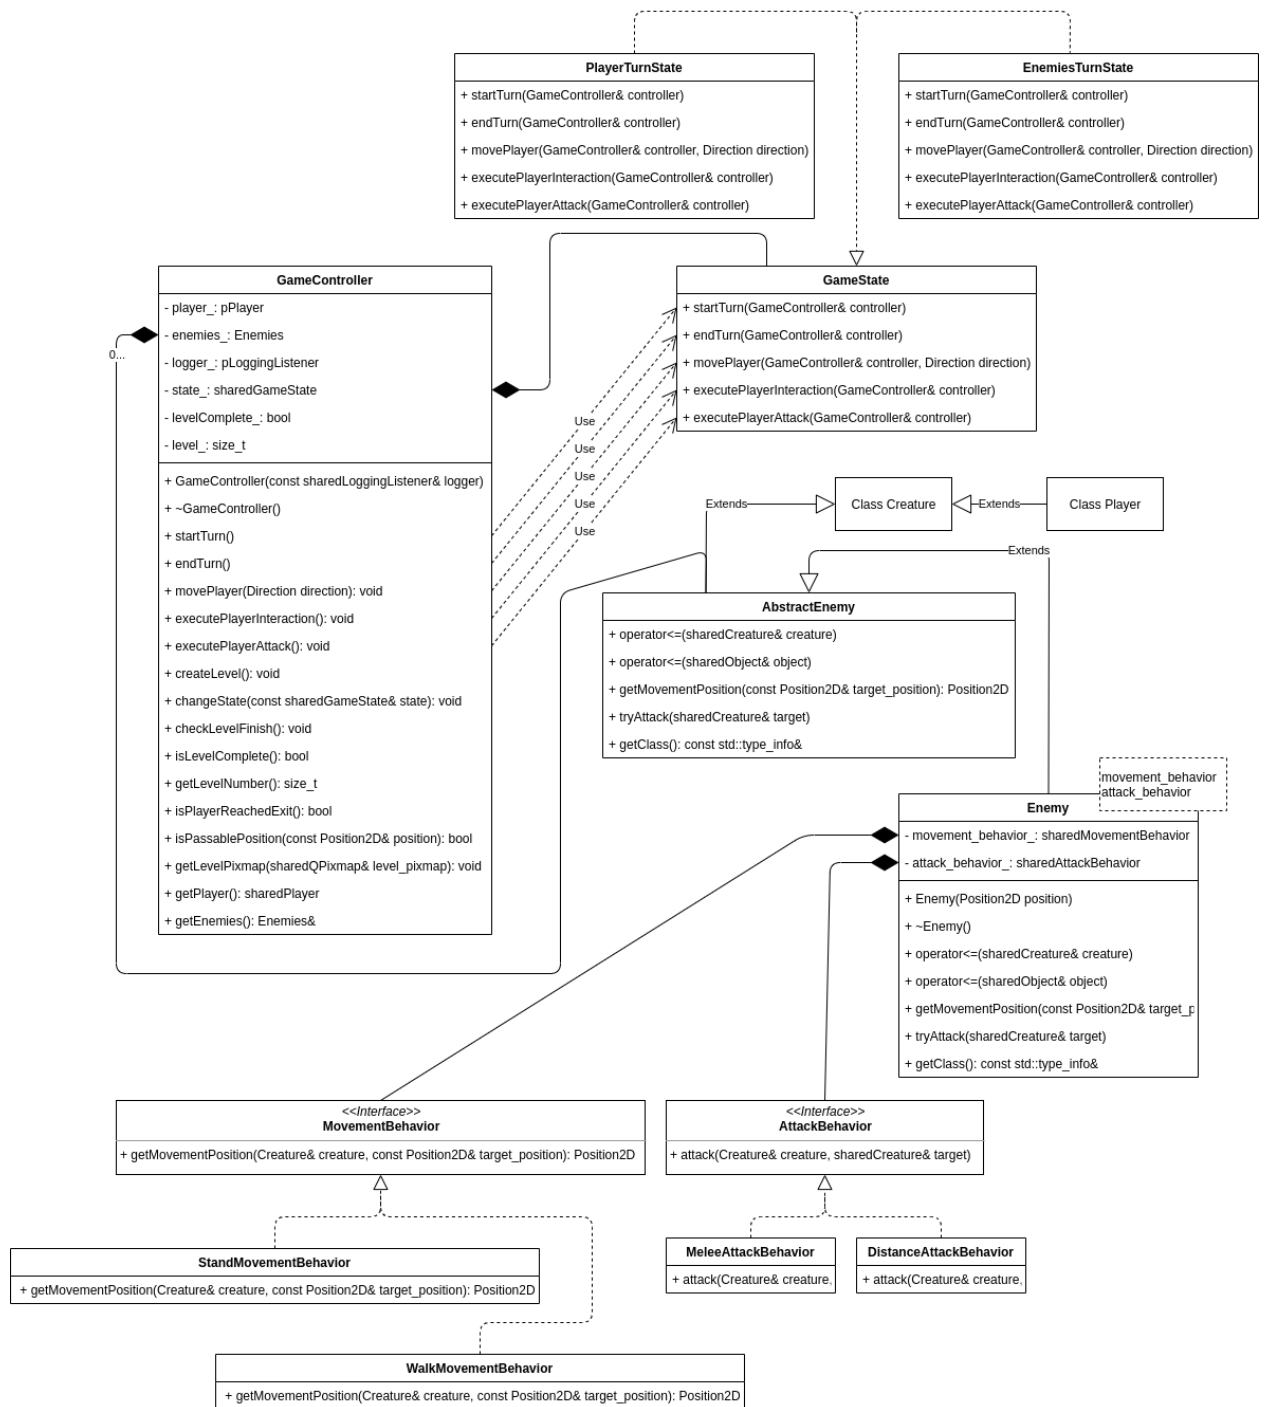 PlayerTurnState
+ startTurn(GameController& controller)
+ endTurn(GameController& controller)
+ movePlayer(GameController& controller, Direction direction)
+ executePlayerInteraction(GameController& controller)
+ executePlayerAttack(GameController& controller)
EnemiesTurnState
+ startTurn(GameController& controller)
+ endTurn(GameController& controller)
+ movePlayer(GameController& controller, Direction direction)
+ executePlayerInteraction(GameController& controller)
+ executePlayerAttack(GameController& controller)
GameController
- player_: pPlayer
- enemies_: Enemies
- logger_: pLoggingListener
- state_: sharedGameState
- levelComplete_: bool
- level_: size_t
+ GameController(const sharedLoggingListener& logger)
+ ~GameController()
+ startTurn()
+ endTurn()
+ movePlayer(Direction direction): void
+ executePlayerInteraction(): void
+ executePlayerAttack(): void
+ createLevel(): void
+ changeState(const sharedGameState& state): void
+ checkLevelFinish(): void
+ isLevelComplete(): bool
+ getLevelNumber(): size_t
+ isPlayerReachedExit(): bool
+ isPassablePosition(const Position2D& position): bool
+ getLevelPixmap(sharedQPixmap& level_pixmap): void
+ getPlayer(): sharedPlayer
+ getEnemies(): Enemies&
0...
GameState
+ startTurn(GameController& controller)
+ endTurn(GameController& controller)
+ movePlayer(GameController& controller, Direction direction)
+ executePlayerInteraction(GameController& controller)
+ executePlayerAttack(GameController& controller)
Use
Use
Use
Use
Use
Extends
Class Creature
Extends
Class Player
Extends
AbstractEnemy
+ operator<=(sharedCreature& creature)
+ operator<=(sharedObject& object)
+ getMovementPosition(const Position2D& target_position): Position2D
+ tryAttack(sharedCreature& target)
+ getClass(): const std::type_info&
movement_behavior
attack_behavior
Enemy
- movement_behavior_: sharedMovementBehavior
- attack_behavior_: sharedAttackBehavior
+ Enemy(Position2D position)
+ ~Enemy()
+ operator<=(sharedCreature& creature)
+ operator<=(sharedObject& object)
+ getMovementPosition(const Position2D& target_p
+ tryAttack(sharedCreature& target)
+ getClass(): const std::type_info&
<<Interface>>
MovementBehavior
+ getMovementPosition(Creature& creature, const Position2D& target_position): Position2D
<<Interface>>
AttackBehavior
+ attack(Creature& creature, sharedCreature& target)
StandMovementBehavior
+ getMovementPosition(Creature& creature, const Position2D& target_position): Position2D
MeleeAttackBehavior
+ attack(Creature& creature,
DistanceAttackBehavior
+ attack(Creature& creature,
WalkMovementBehavior
+ getMovementPosition(Creature& creature, const Position2D& target_position): Position2D